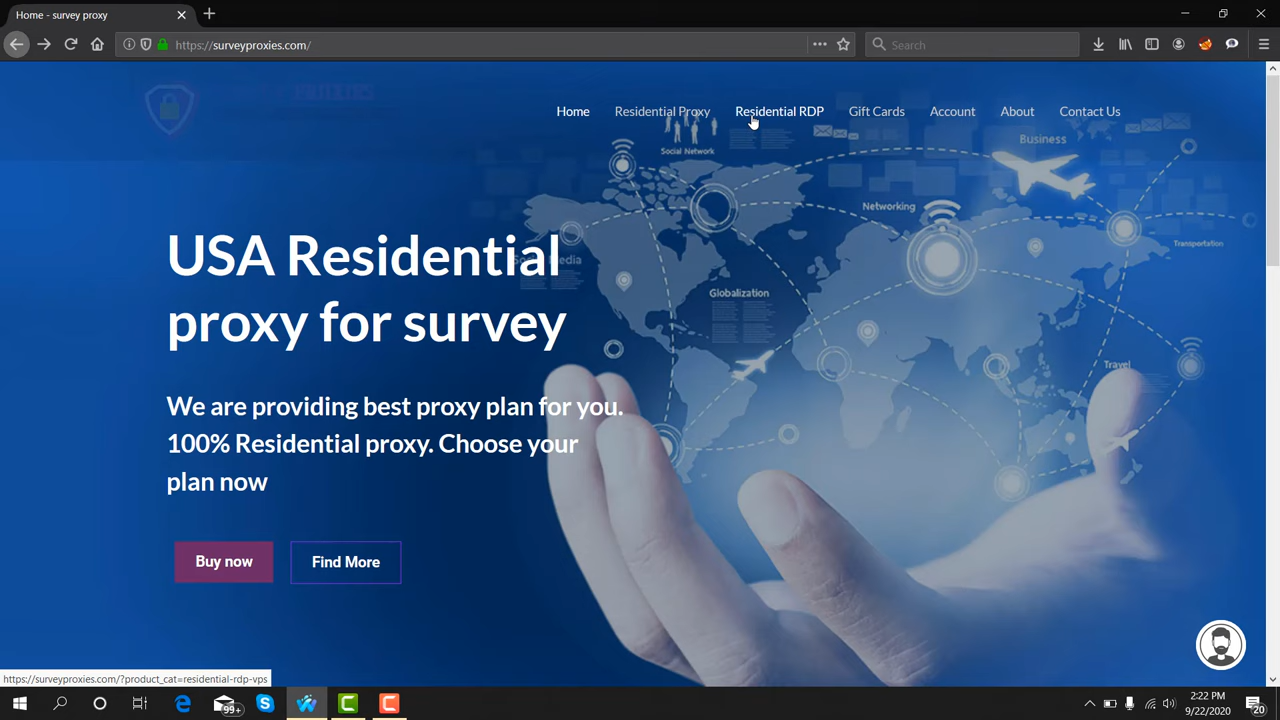 Home - survey proxy
https://surveyproxies.com/
Search
Home Residential Proxy Residential RDP Gift Cards Account About Contact Us
Social Network
Business
Networking
Transportation
Social Media
Globalization
Travel
USA Residential
proxy for survey
We are providing best proxy plan for you.
100% Residential proxy. Choose your
plan now
Buy now
Find More
https://surveyproxies.com/?product_cat=residential-rdp-vps
99+
2:22 PM
9/22/2020
20